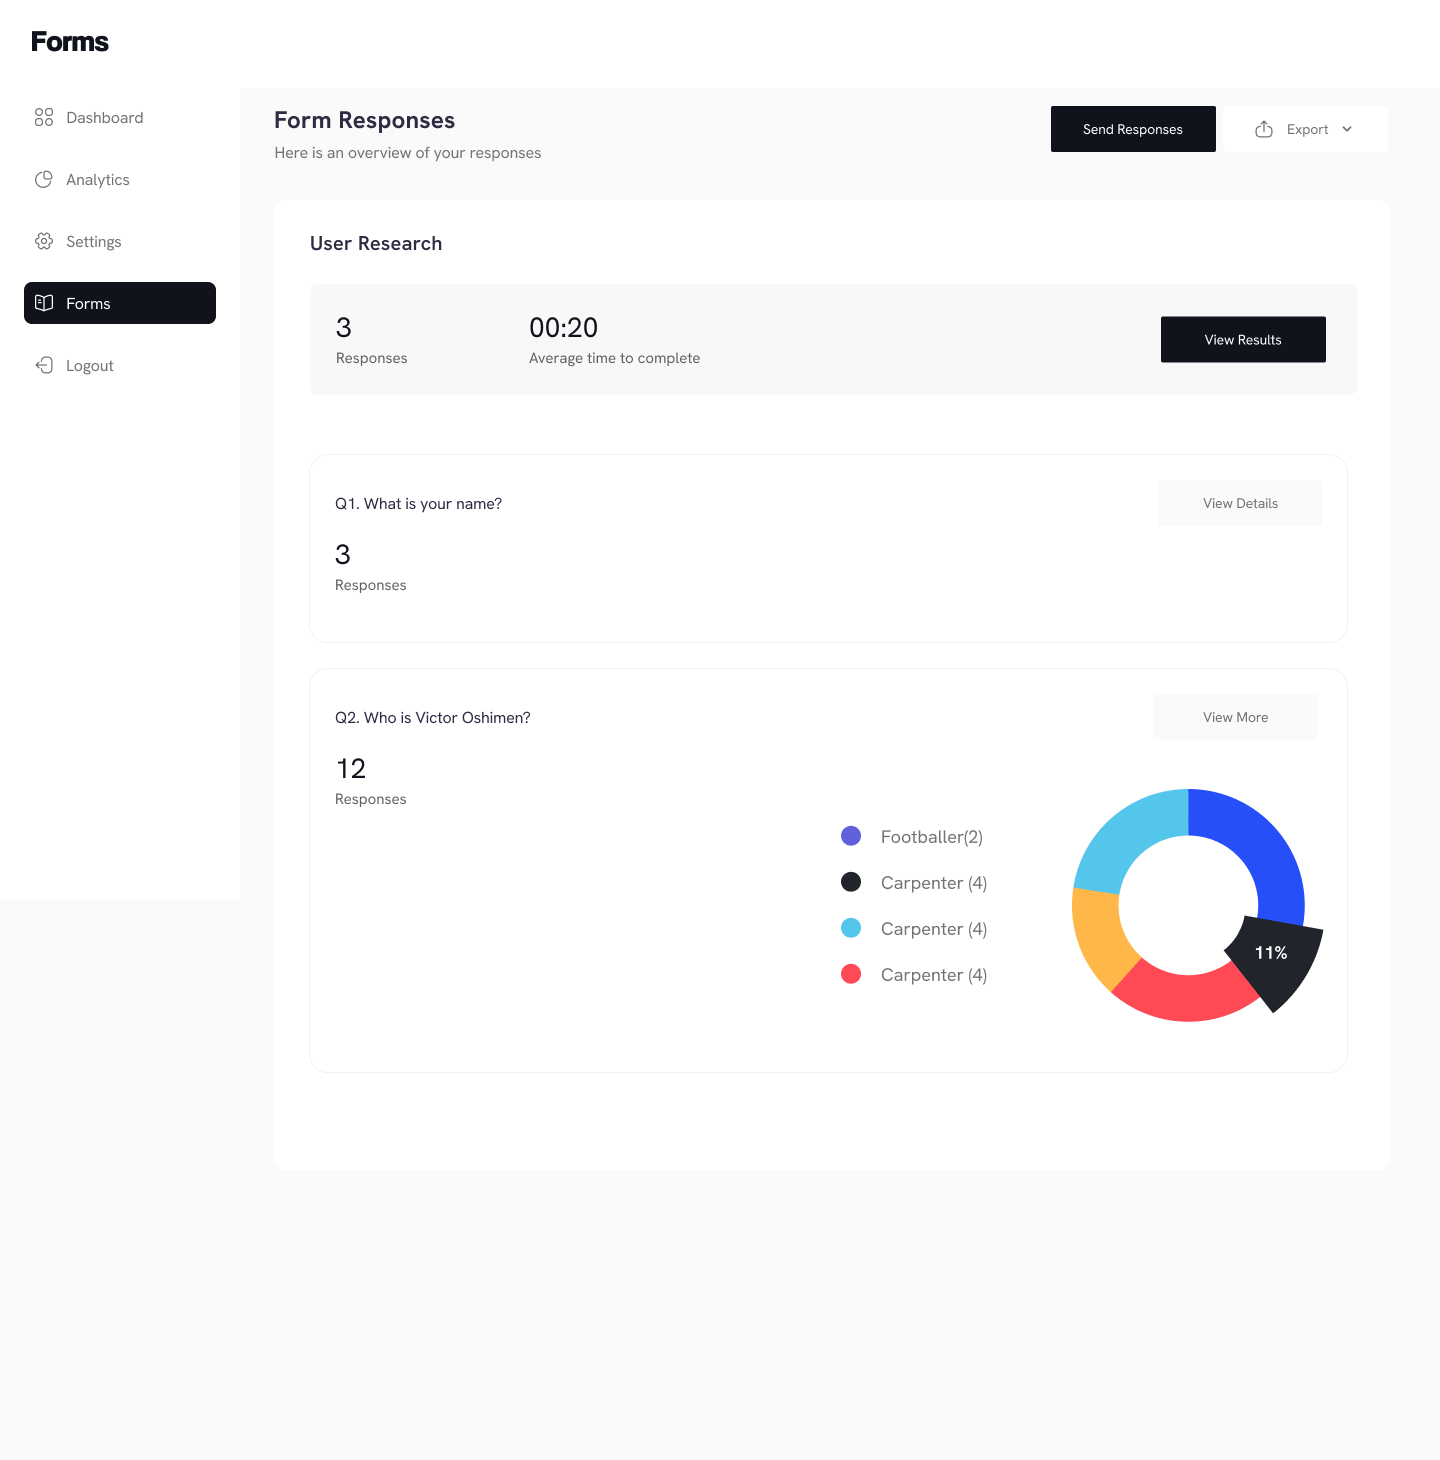 Forms
Dashboard
Analytics
Settings
Forms
Logout
Form Responses
Here is an overview of your responses
Send Responses
Export
User Research
3
Responses
00:20
Average time to complete
View Results
Q1. What is your name?
View Details
3
Responses
Q2. Who is Victor Oshimen?
View More
12
Responses
Footballer(2)
Carpenter (4)
Carpenter (4)
Carpenter (4)
11%